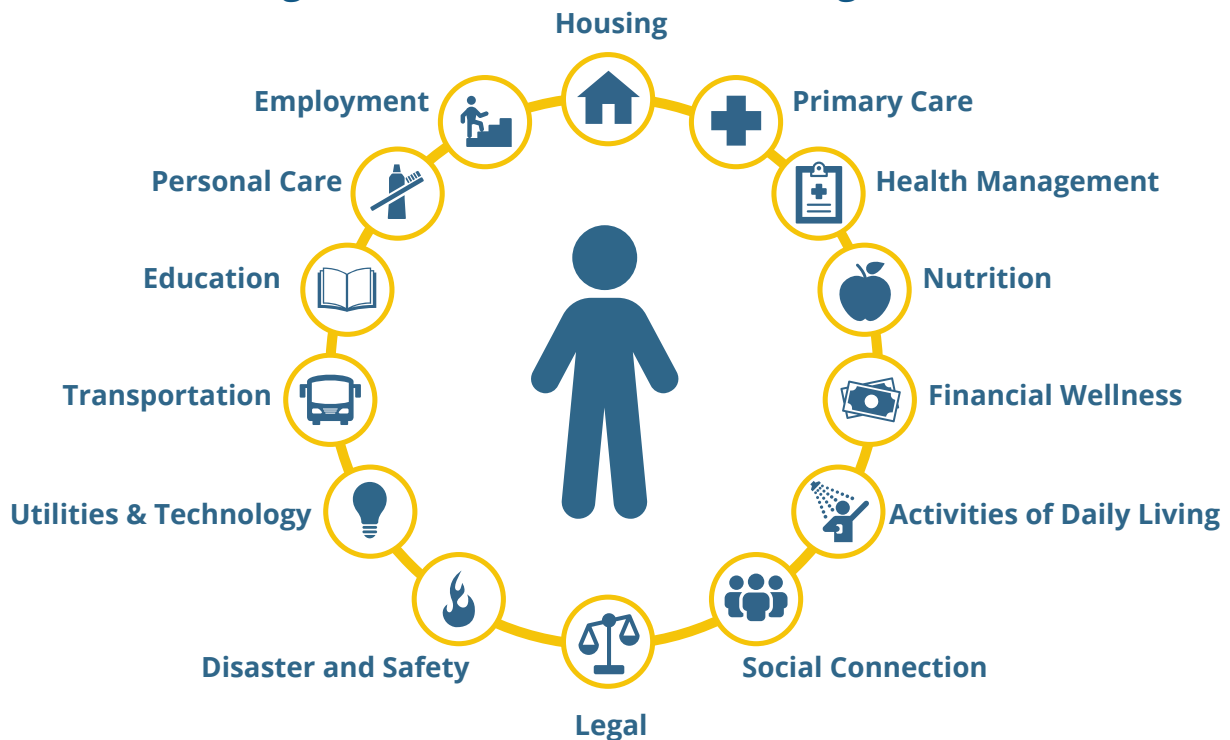 Housing
Primary Care
Health Management
Nutrition
Financial Wellness
Activities of Daily Living
Social Connection
Legal
Disaster and Safety
Utilities & Technology
Transportation
Education
Personal Care
Employment